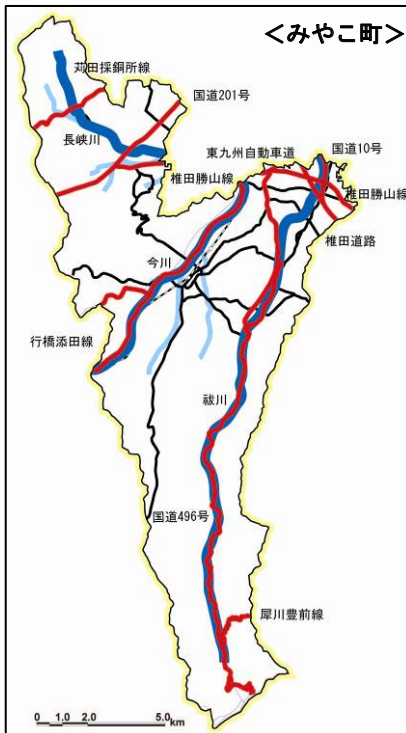 <みやこ町>
苅田採銅所線
国道201号
長峡川
東九州自動車道
国道10号
椎田勝山線
椎田勝山線
椎田道路
今川
行橋添田線
祓川
国道496号
犀川豊前線
0 1.0 2.0 5.0
km